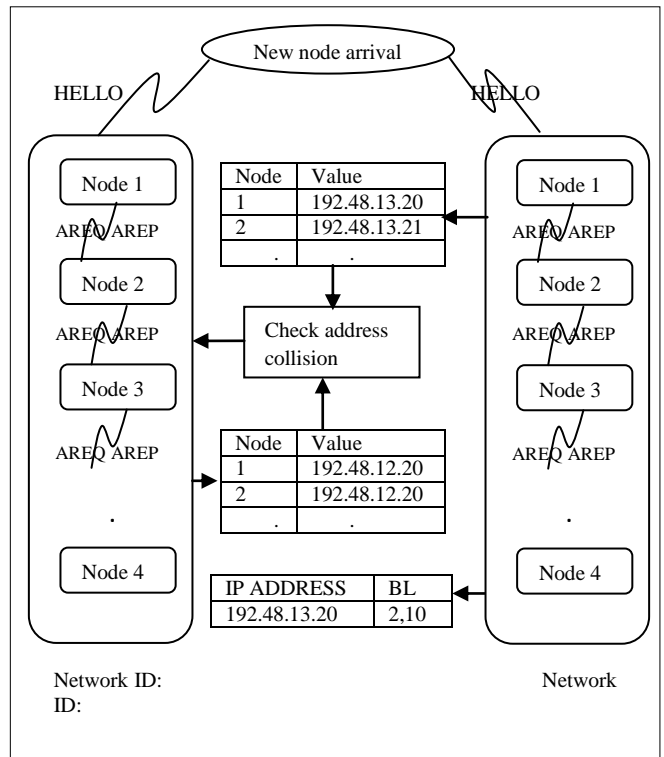 New node arrival
HELLO HELLO
Node 1
AREQ AREP
Node 2
AREQ AREP
Node 3
AREQ AREP
.
Node 4
Node Value
1 192.48.13.20
2 192.48.13.21
. .
Check address
collision
Node Value
1 192.48.12.20
2 192.48.12.20
. .
IP ADDRESS BL
192.48.13.20 2,10
Node 1
AREQ AREP
Node 2
AREQ AREP
Node 3
AREQ AREP
.
Node 4
Network ID: Network
ID: